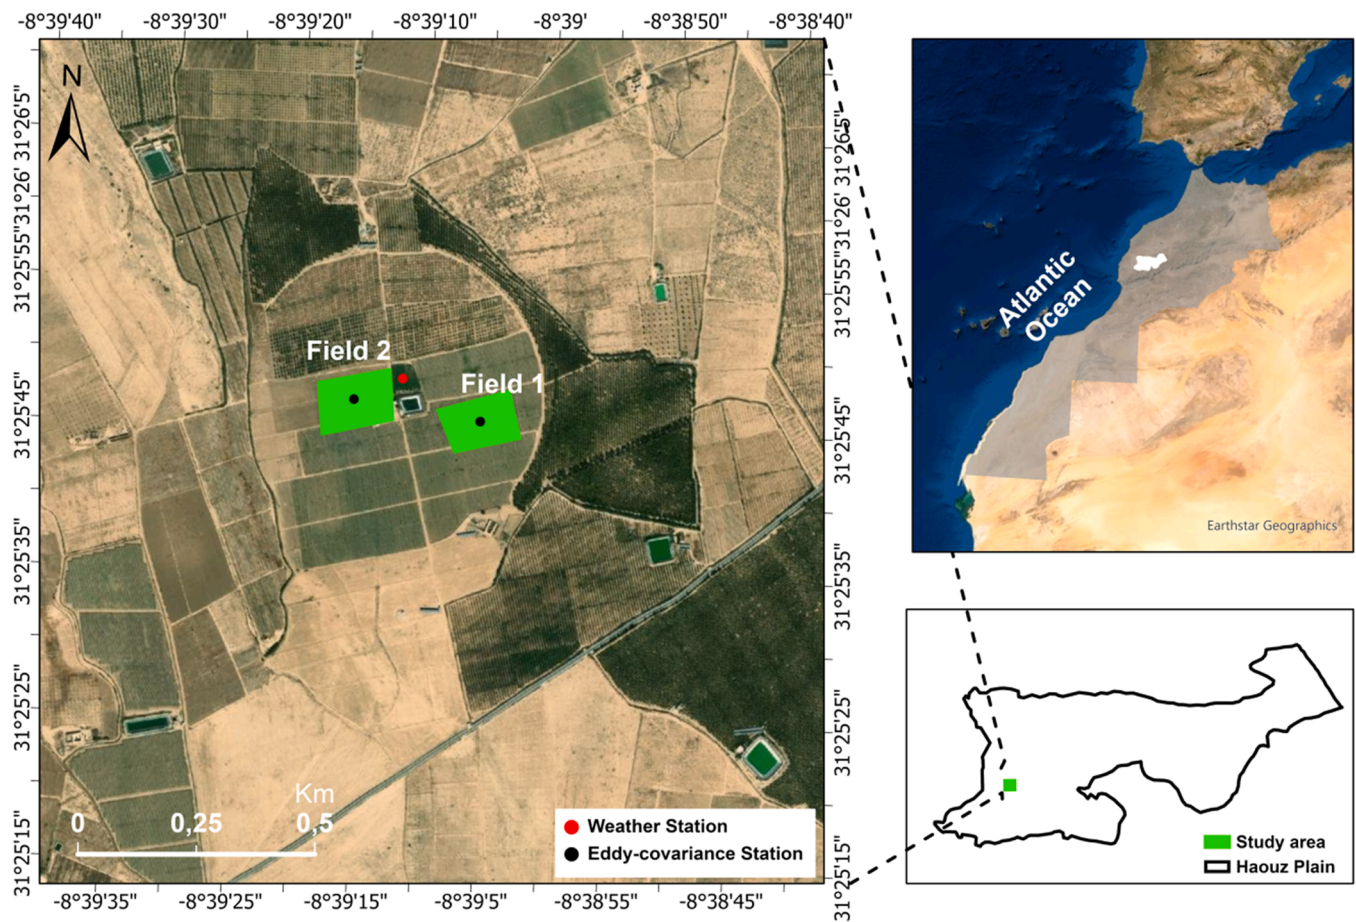 -8°39'40" -8°39'30" -8°39'20" -8°39'10" -8°39' -8°38'50" -8°38'40"
N
31°26'5"
31°26'
31°25'55"
31°25'45"
31°25'35"
31°25'25"
31°25'15"
Field 2
Field 1
Km
0 0,25 0,5
Weather Station
Eddy-covariance Station
31°26'5"
31°26'
31°25'55"
31°25'45"
31°25'35"
31°25'25"
31°25'15"
-8°39'35" -8°39'25" -8°39'15" -8°39'5" -8°38'55" -8°38'45"
Atlantic
Ocean
Earthstar Geographics
Study area
Haouz Plain